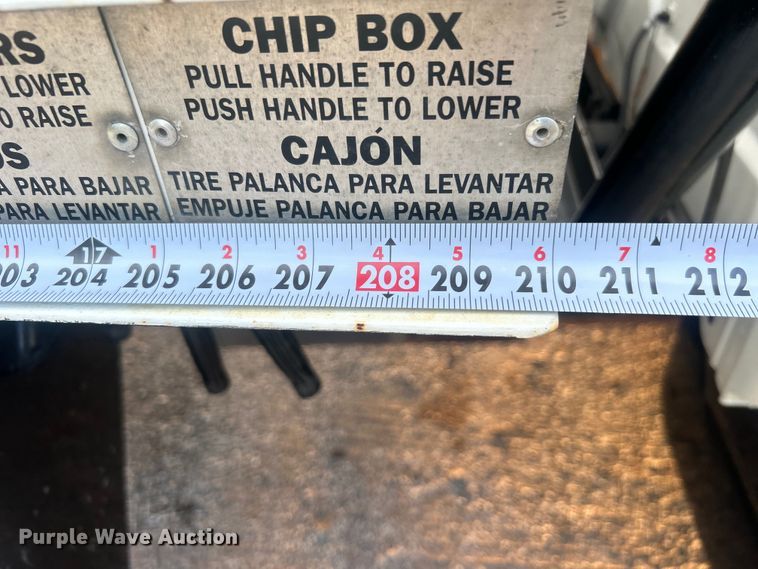 RS
LOWER
O RAISE
OS
A PARA BAJAR
PARA LEVANTAR
CHIP BOX
PULL HANDLE TO RAISE
PUSH HANDLE TO LOWER
CAJÓN
TIRE PALANCA PARA LEVANTAR
EMPUJE PALANCA PARA BAJAR
11 17 1 2 3 4 5 6 7 8
203 204 205 206 207 208 209 210 211 212
Purple Wave Auction